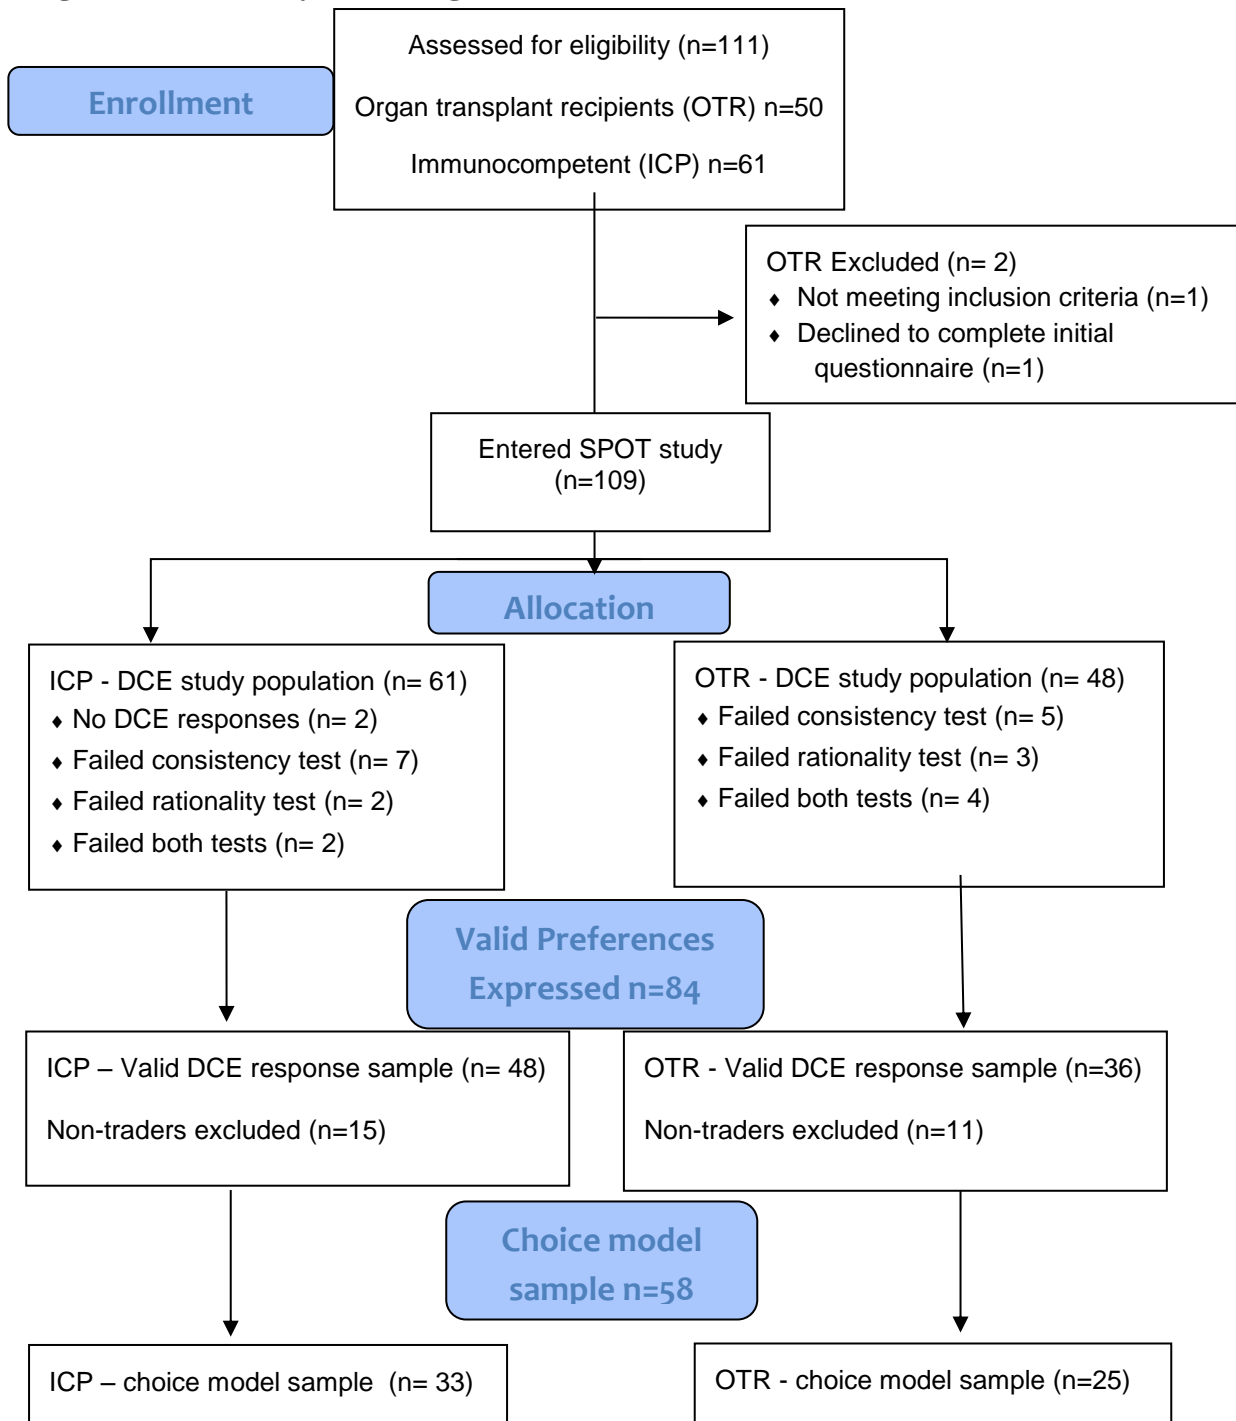 Assessed for eligibility (n=111)
Enrollment
Organ transplant recipients (OTR) n=50
Immunocompetent (ICP) n=61
OTR Excluded (n= 2)
♦ Not meeting inclusion criteria (n=1)
♦ Declined to complete initial
questionnaire (n=1)
Entered SPOT study
(n=109)
Allocation
ICP - DCE study population (n= 61)
♦ No DCE responses (n= 2)
♦ Failed consistency test (n= 7)
♦ Failed rationality test (n= 2)
♦ Failed both tests (n= 2)
OTR - DCE study population (n= 48)
♦ Failed consistency test (n= 5)
♦ Failed rationality test (n= 3)
♦ Failed both tests (n= 4)
Valid Preferences
Expressed n=84
ICP – Valid DCE response sample (n= 48)
Non-traders excluded (n=15)
OTR - Valid DCE response sample (n=36)
Non-traders excluded (n=11)
Choice model
sample n=58
ICP – choice model sample (n= 33)
OTR - choice model sample (n=25)